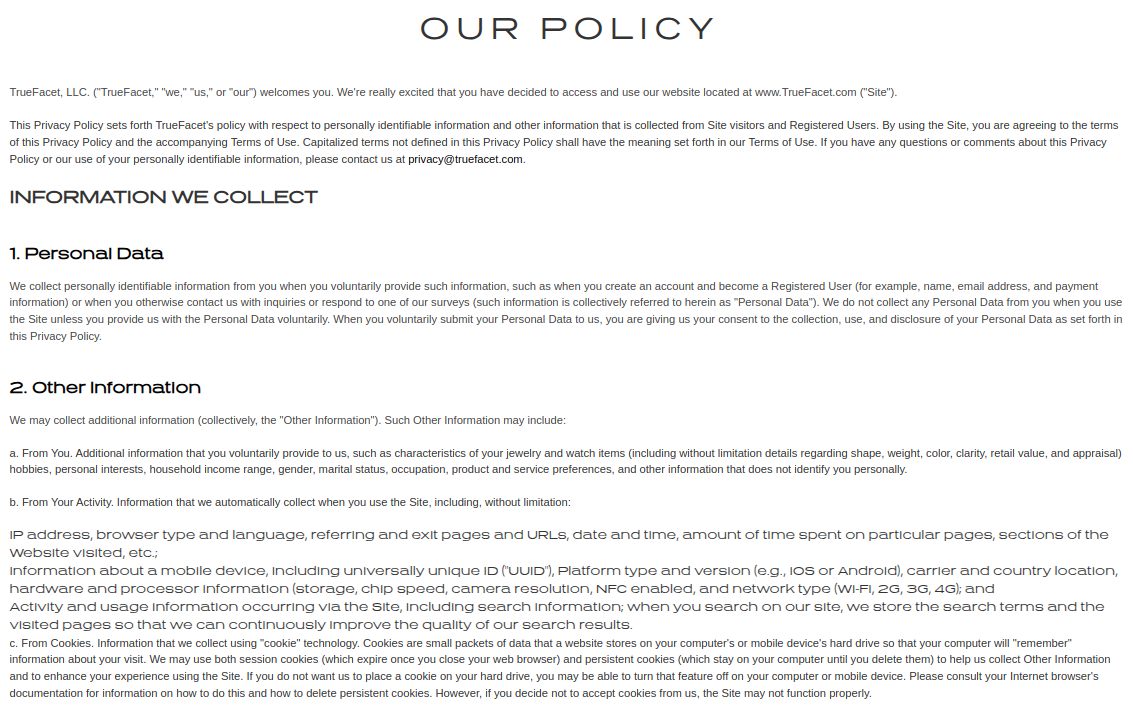 OUR POLICY
TrueFacet, LLC. ("TrueFacet," "we," "us," or "our") welcomes you. We're really excited that you have decided to access and use our website located at www.TrueFacet.com ("Site").
This Privacy Policy sets forth TrueFacet's policy with respect to personally identifiable information and other information that is collected from Site visitors and Registered Users. By using the Site, you are agreeing to the terms
of this Privacy Policy and the accompanying Terms of Use. Capitalized terms not defined in this Privacy Policy shall have the meaning set forth in our Terms of Use. If you have any questions or comments about this Privacy
Policy or our use of your personally identifiable information, please contact us at privacy@truefacet.com.
INFORMATION WE COLLECT
1. Personal Data
We collect personally identifiable information from you when you voluntarily provide such information, such as when you create an account and become a Registered User (for example, name, email address, and payment
information) or when you otherwise contact us with inquiries or respond to one of our surveys (such information is collectively referred to herein as "Personal Data"). We do not collect any Personal Data from you when you use
the Site unless you provide us with the Personal Data voluntarily. When you voluntarily submit your Personal Data to us, you are giving us your consent to the collection, use, and disclosure of your Personal Data as set forth in
this Privacy Policy.
2. Other Information
We may collect additional information (collectively, the "Other Information"). Such Other Information may include:
a. From You. Additional information that you voluntarily provide to us, such as characteristics of your jewelry and watch items (including without limitation details regarding shape, weight, color, clarity, retail value, and appraisal)
hobbies, personal interests, household income range, gender, marital status, occupation, product and service preferences, and other information that does not identify you personally.
b. From Your Activity. Information that we automatically collect when you use the Site, including, without limitation:
IP address, browser type and language, referring and exit pages and URLs, date and time, amount of time spent on particular pages, sections of the
Website visited, etc.;
Information about a mobile device, including universally unique ID ("UUID"), Platform type and version (e.g., iOS or Android), carrier and country location,
hardware and processor information (storage, chip speed, camera resolution, NFC enabled, and network type (Wi-Fi, 2G, 3G, 4G); and
Activity and usage information occurring via the Site, including search information; when you search on our site, we store the search terms and the
visited pages so that we can continuously improve the quality of our search results.
c. From Cookies. Information that we collect using "cookie" technology. Cookies are small packets of data that a website stores on your computer's or mobile device's hard drive so that your computer will "remember"
information about your visit. We may use both session cookies (which expire once you close your web browser) and persistent cookies (which stay on your computer until you delete them) to help us collect Other Information
and to enhance your experience using the Site. If you do not want us to place a cookie on your hard drive, you may be able to turn that feature off on your computer or mobile device. Please consult your Internet browser's
documentation for information on how to do this and how to delete persistent cookies. However, if you decide not to accept cookies from us, the Site may not function properly.